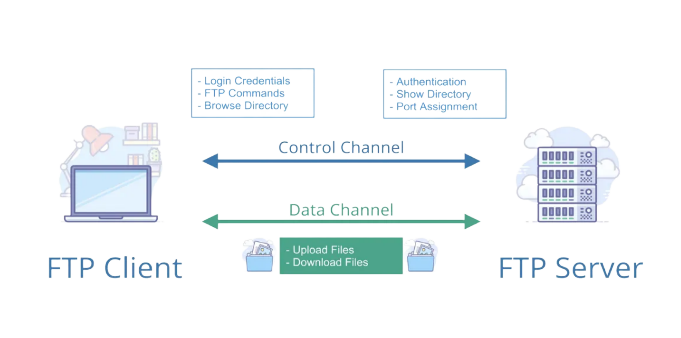 - Login Credentials
- FTP Commands
- Browse Directory
- Authentication
- Show Directory
- Port Assignment
Control Channel
Data Channel
- Upload Files
- Download Files
FTP Client
FTP Server